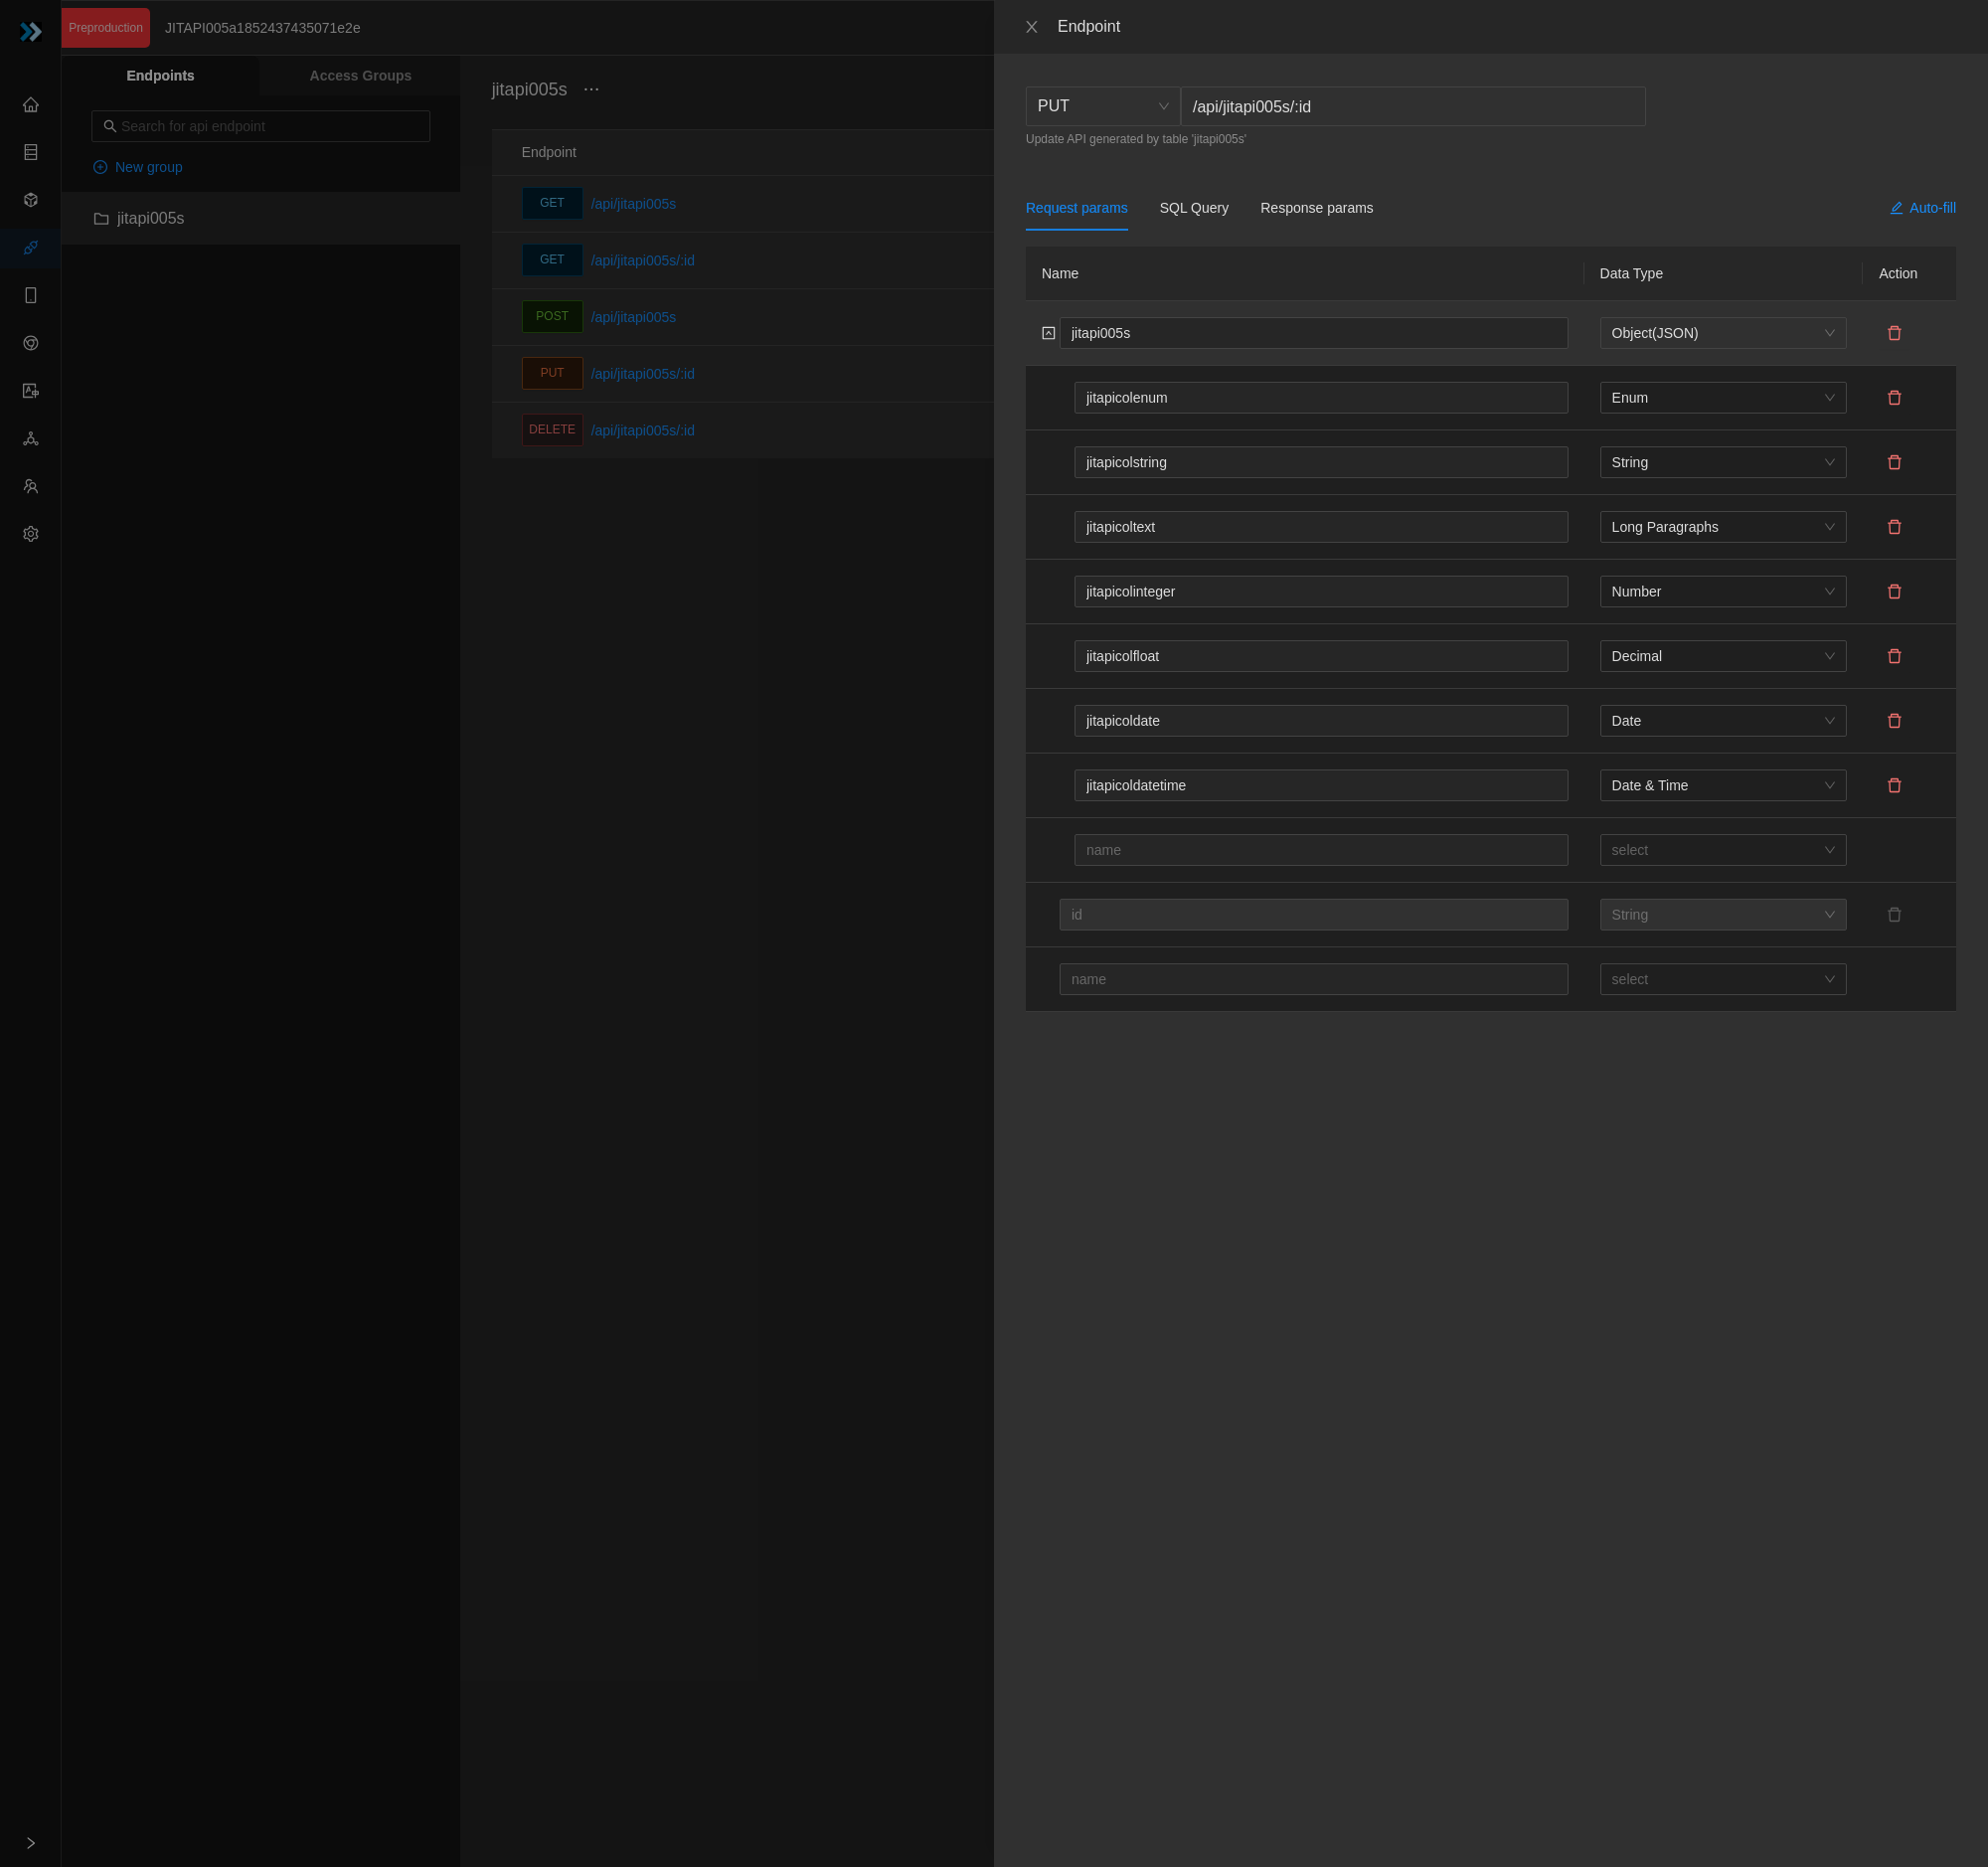 Preproduction
JITAPI005a1852437435071e2e
Endpoints
Access Groups
Search for api endpoint
New group
jitapi005s
jitapi005s
Endpoint
GET /api/jitapi005s
GET /api/jitapi005s/:id
POST /api/jitapi005s
PUT /api/jitapi005s/:id
DELETE /api/jitapi005s/:id
Endpoint
PUT /api/jitapi005s/:id
Update API generated by table 'jitapi005s'
Request params SQL Query Response params Auto-fill
Name Data Type Action
jitapi005s Object(JSON)
jitapicolenum Enum
jitapicolstring String
jitapicoltext Long Paragraphs
jitapicolinteger Number
jitapicolfloat Decimal
jitapicoldate Date
jitapicoldatetime Date & Time
name select
id String
name select